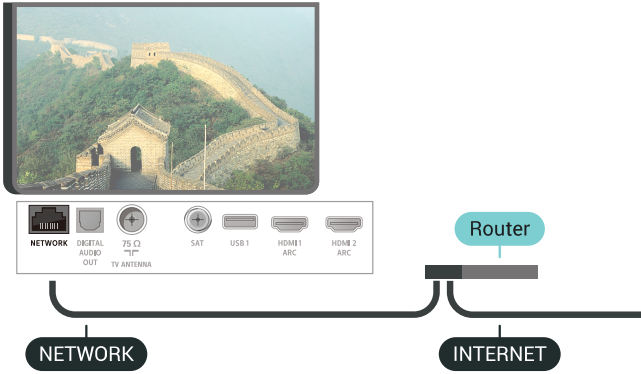 NETWORK
DIGITAL
AUDIO
OUT
75 Ω
TV ANTENNA
SAT
USB 1
HDMI 1
ARC
HDMI 2
ARC
Router
NETWORK
INTERNET